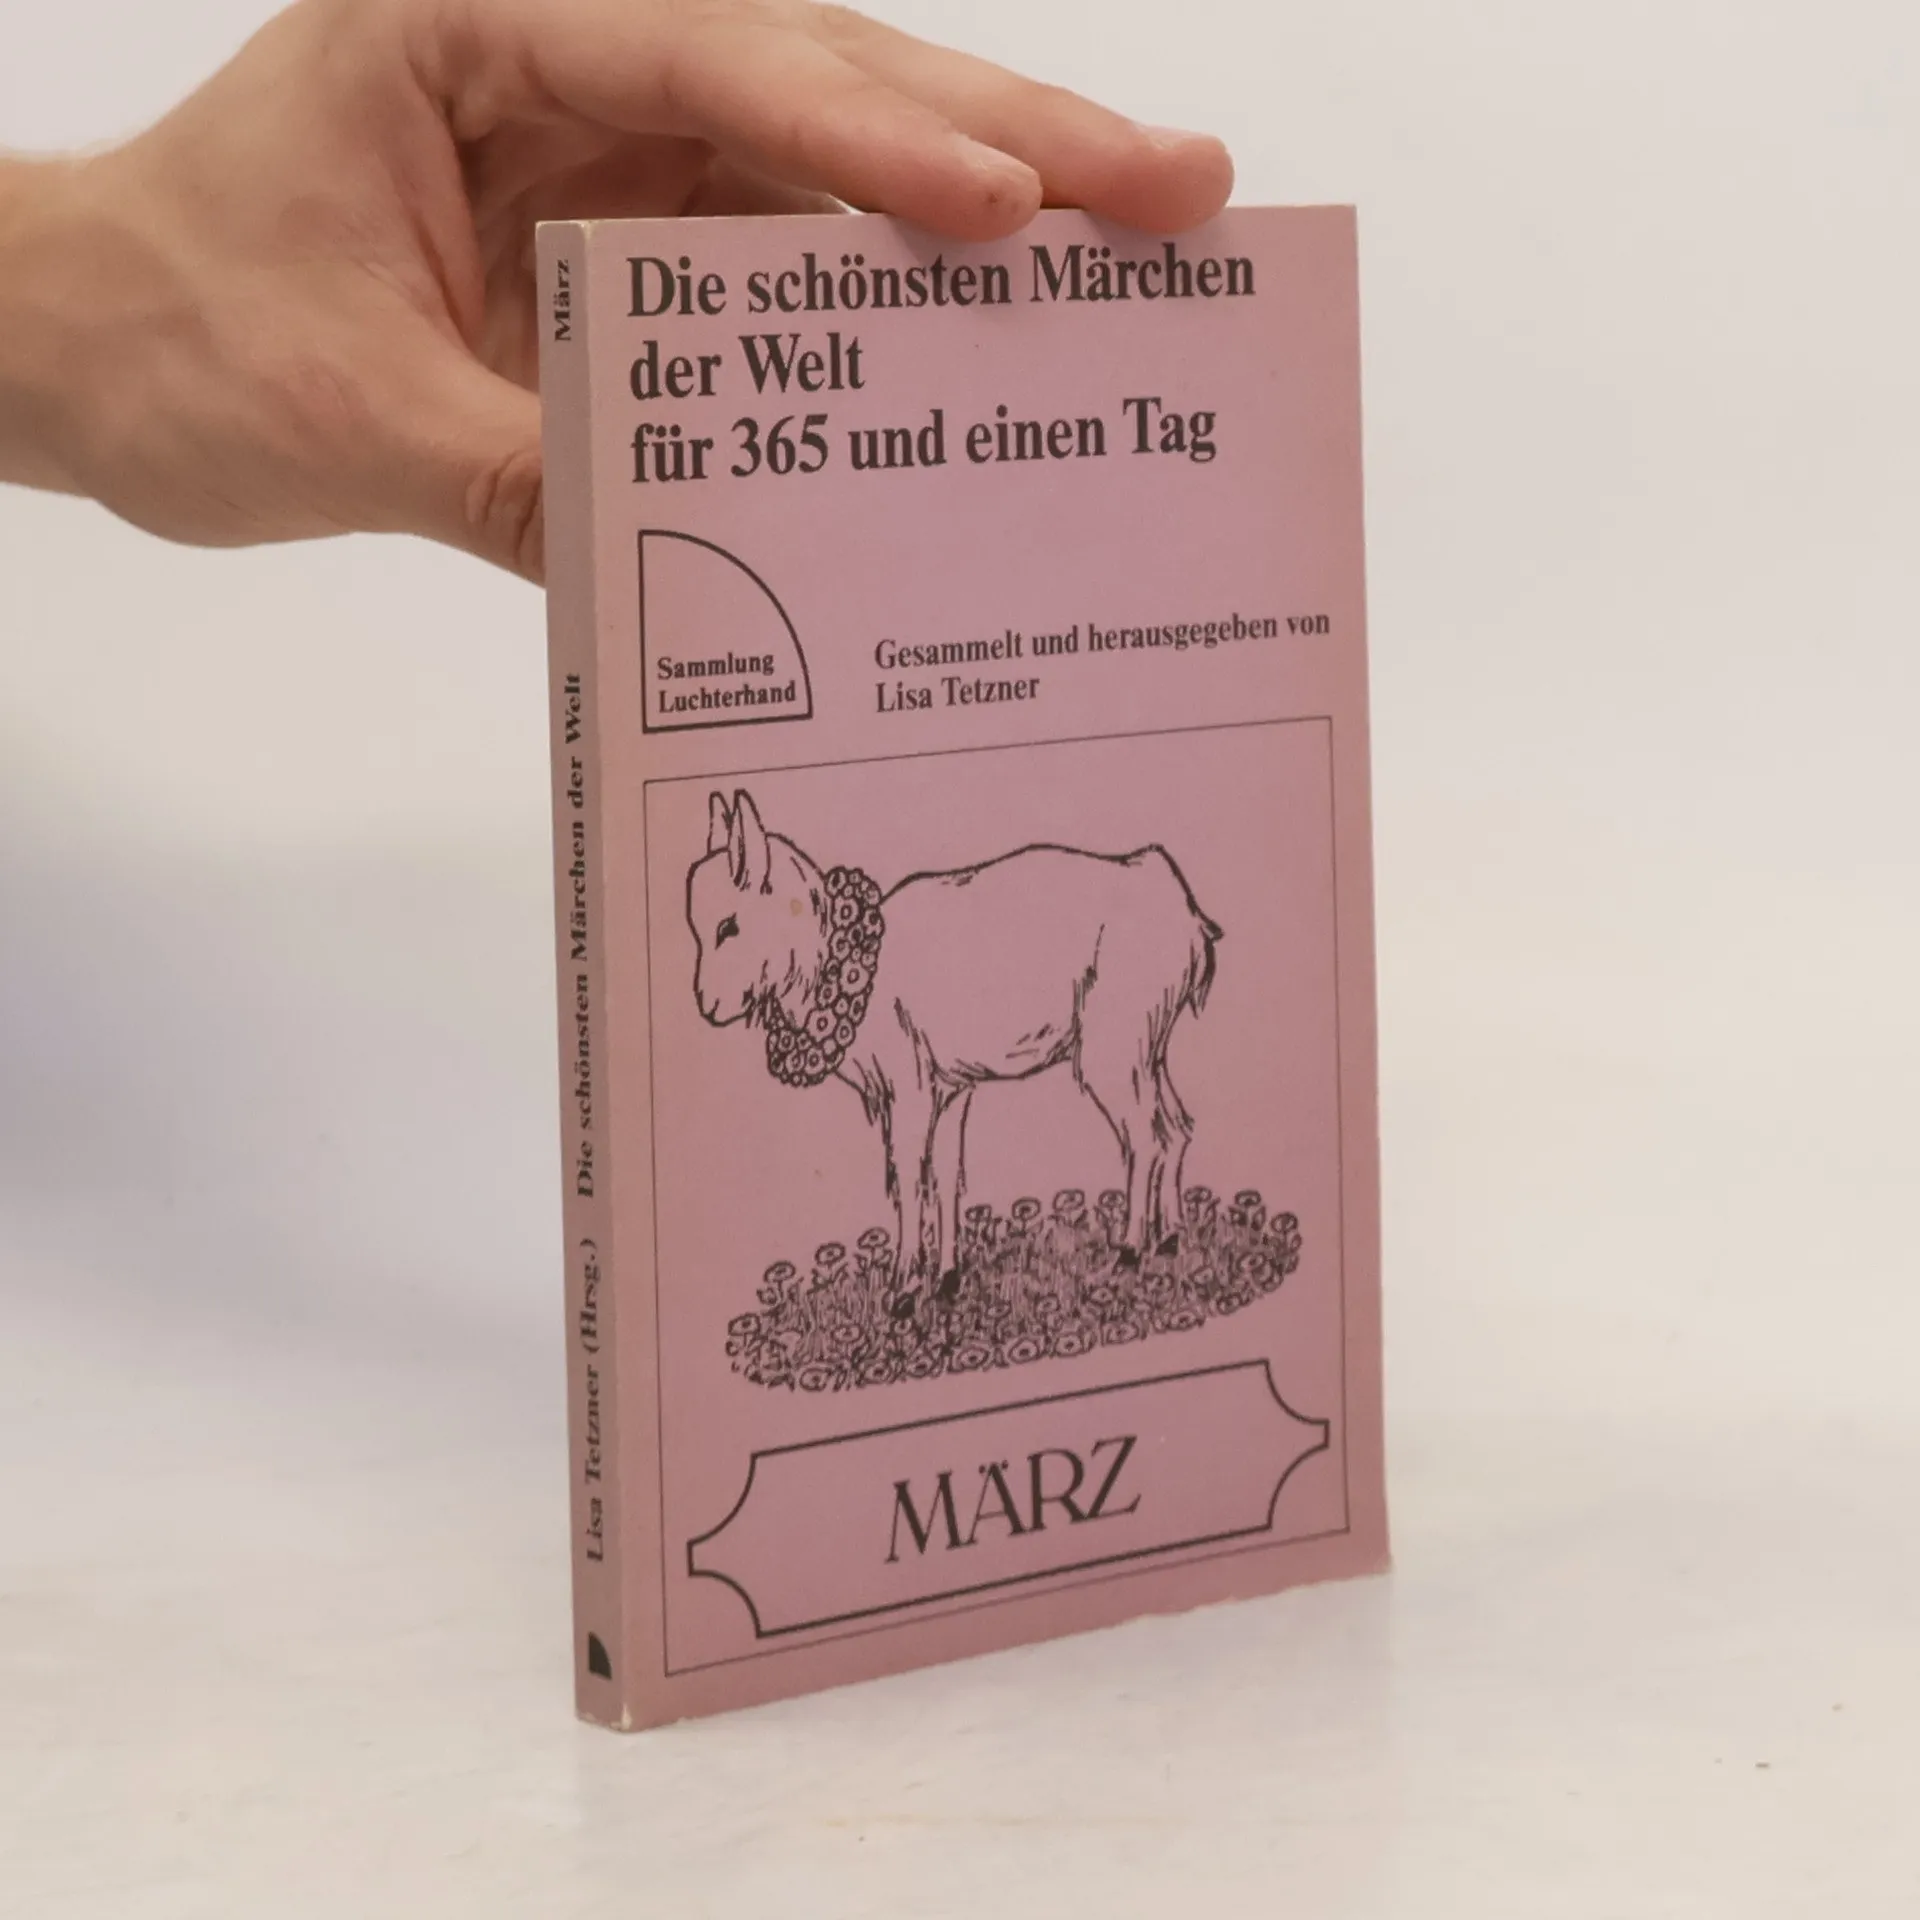 Die schönsten Märchen
der Welt
für 365 und einen Tag
Sammlung
Luchterhand
Gesammelt und herausgegeben von
Lisa Tetzner
MÄRZ
Lisa Tetzner (Hrsg.) Die schönsten Märchen der Welt März